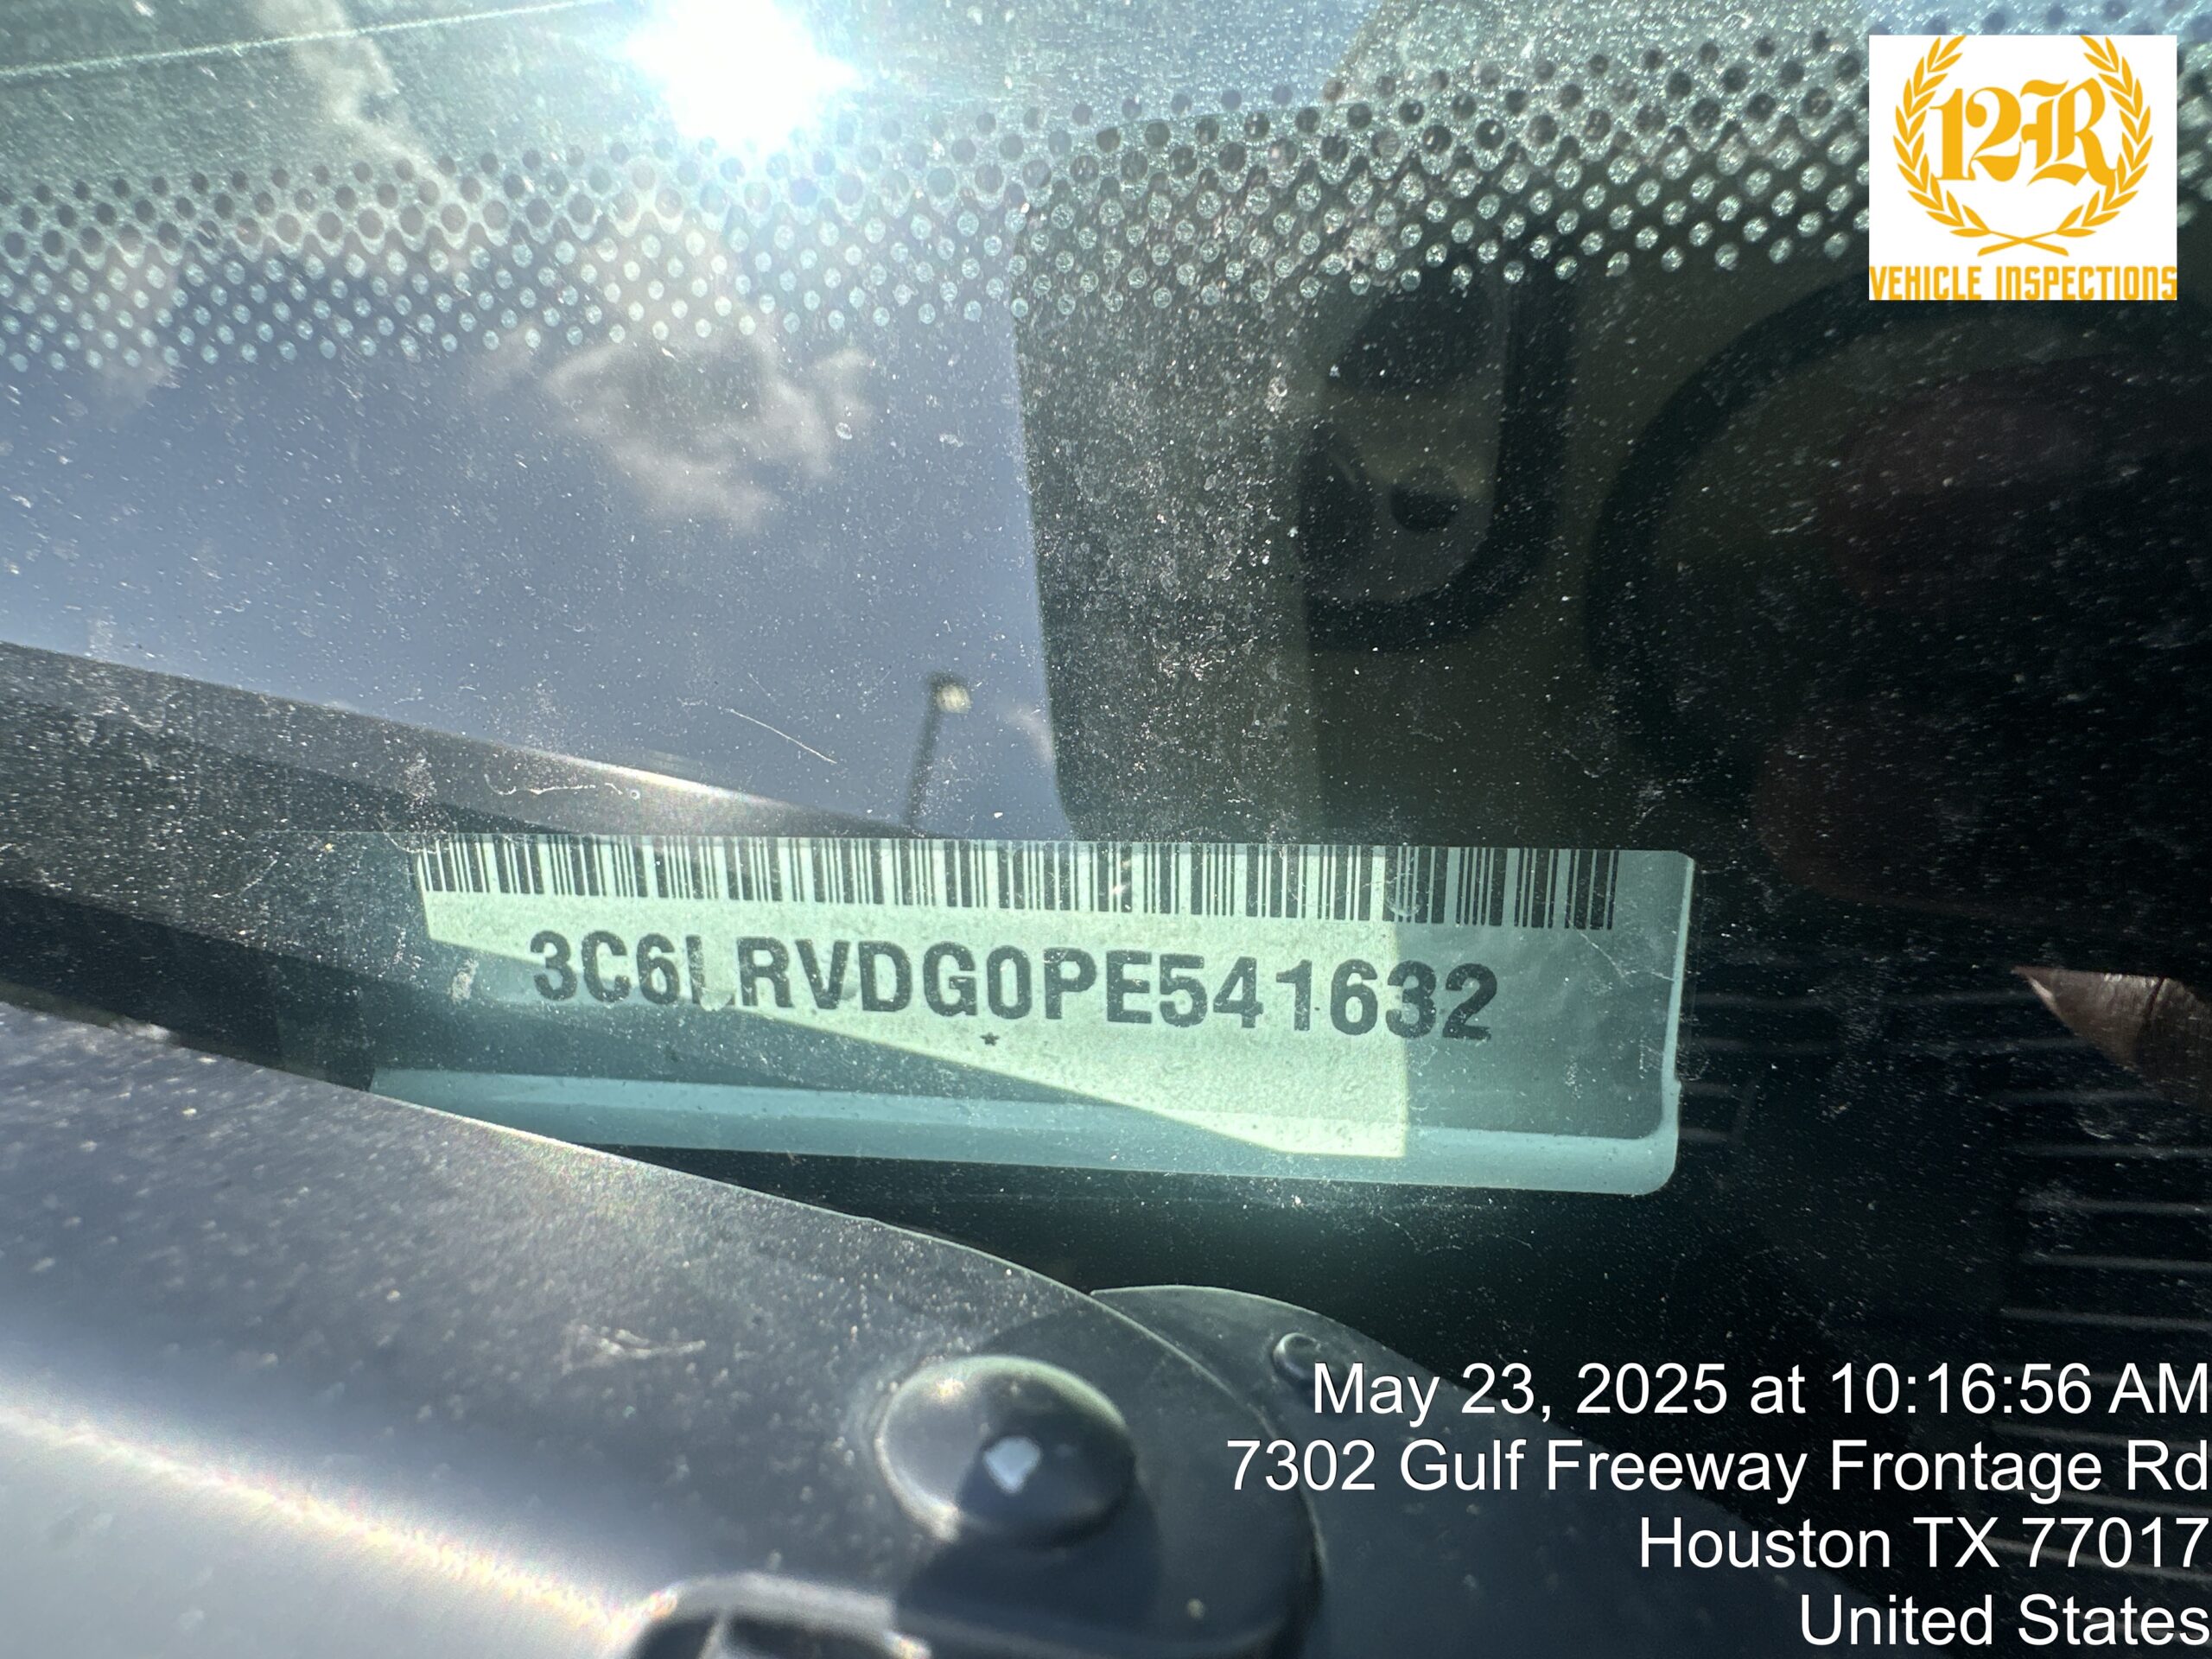 12R
VEHICLE INSPECTIONS
3C6LRVDG0PE541632
May 23, 2025 at 10:16:56 AM
7302 Gulf Freeway Frontage Rd
Houston TX 77017
United States